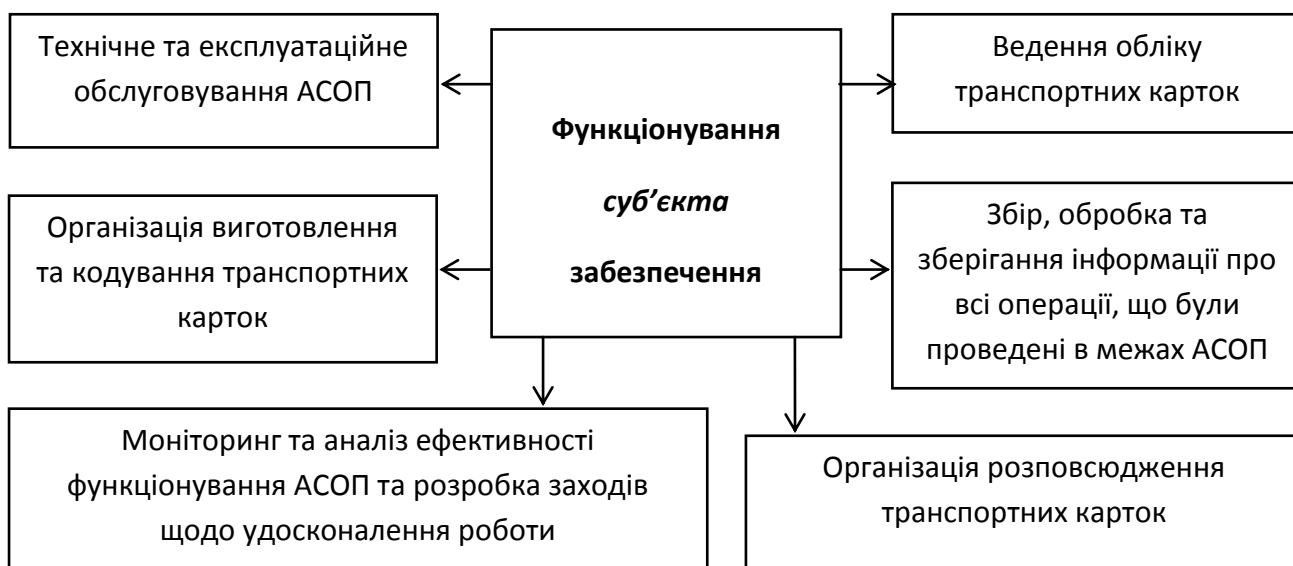 Технічне та експлуатаційне
обслуговування АСОП
Функціонування
суб’єкта
забезпечення
Ведення обліку
транспортних карток
Організація виготовлення
та кодування транспортних
карток
Збір, обробка та
зберігання інформації про
всі операції, що були
проведені в межах АСОП
Моніторинг та аналіз ефективності
функціонування АСОП та розробка заходів
щодо удосконалення роботи
Організація розповсюдження
транспортних карток